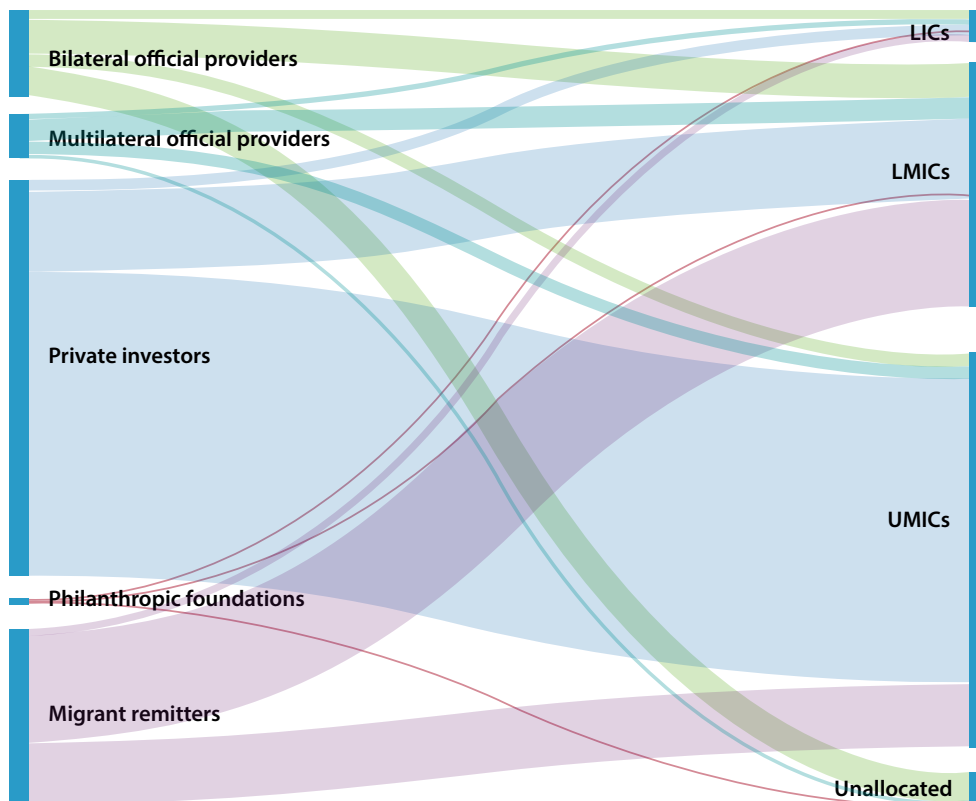 Bilateral official providers
Multilateral official providers
Private investors
Philanthropic foundations
Migrant remitters
LICs
LMICs
UMICs
Unallocated